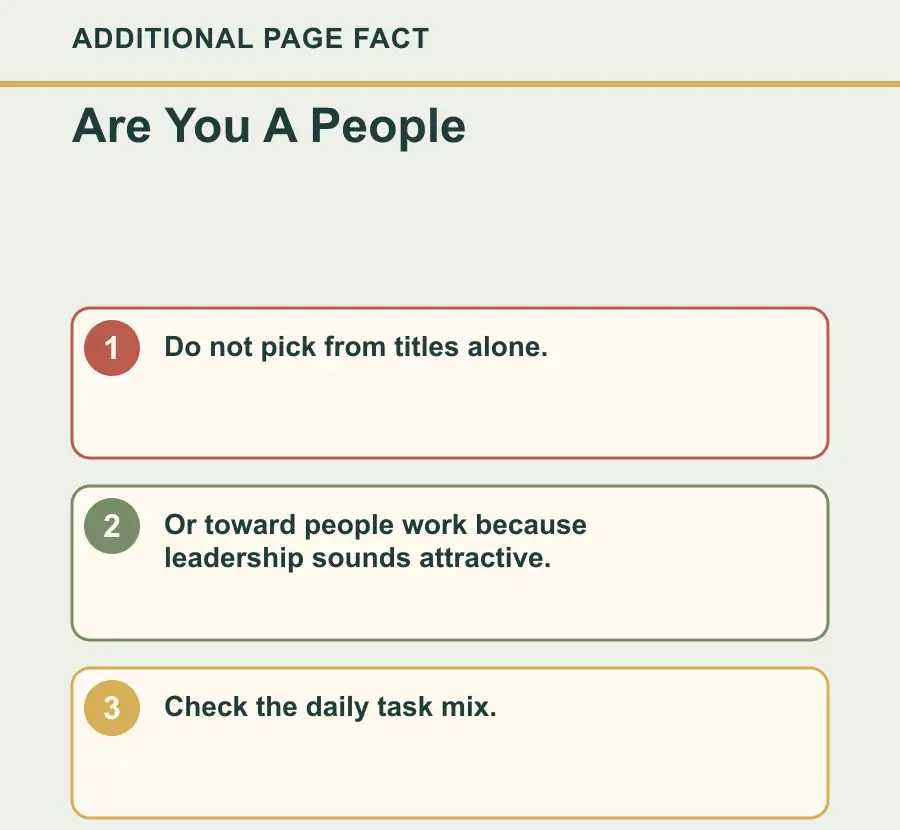 ADDITIONAL PAGE FACT
Are You A People
1
Do not pick from titles alone.
2
Or toward people work because
leadership sounds attractive.
3
Check the daily task mix.